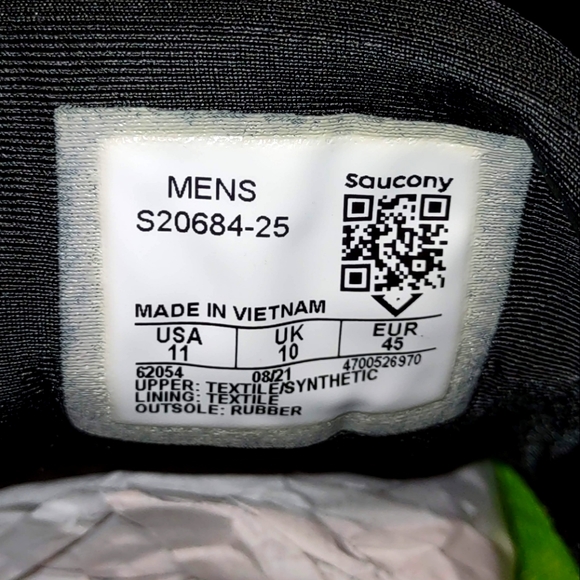 MENS
S20684-25
saucony
MADE IN VIETNAM
USA UK EUR
11 10 45
62054 08/21 4700526970
UPPER: TEXTILE/SYNTHETIC
LINING: TEXTILE
OUTSOLE: RUBBER